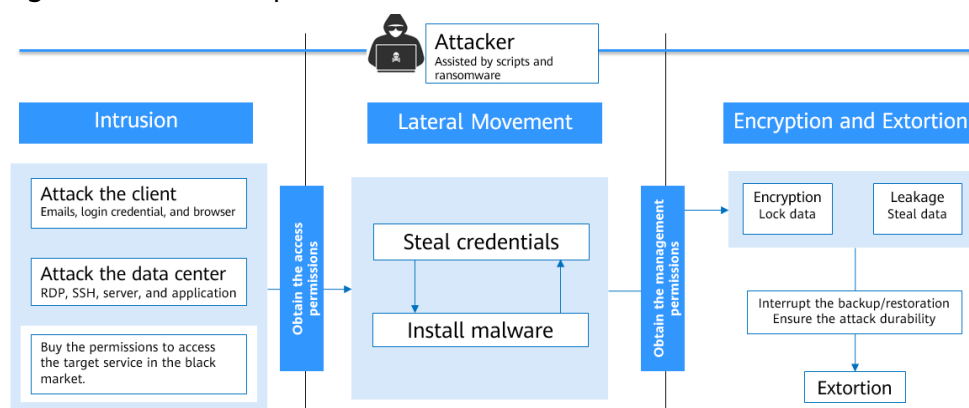 Attacker
Assisted by scripts and
ransomware
Intrusion
Lateral Movement
Encryption and Extortion
Attack the client
Emails, login credential, and browser
Attack the data center
RDP, SSH, server, and application
Buy the permissions to access
the target service in the black
market.
Obtain the access
permissions
Steal credentials
Install malware
Obtain the management
permissions
Encryption
Lock data
Leakage
Steal data
Interrupt the backup/restoration
Ensure the attack durability
Extortion